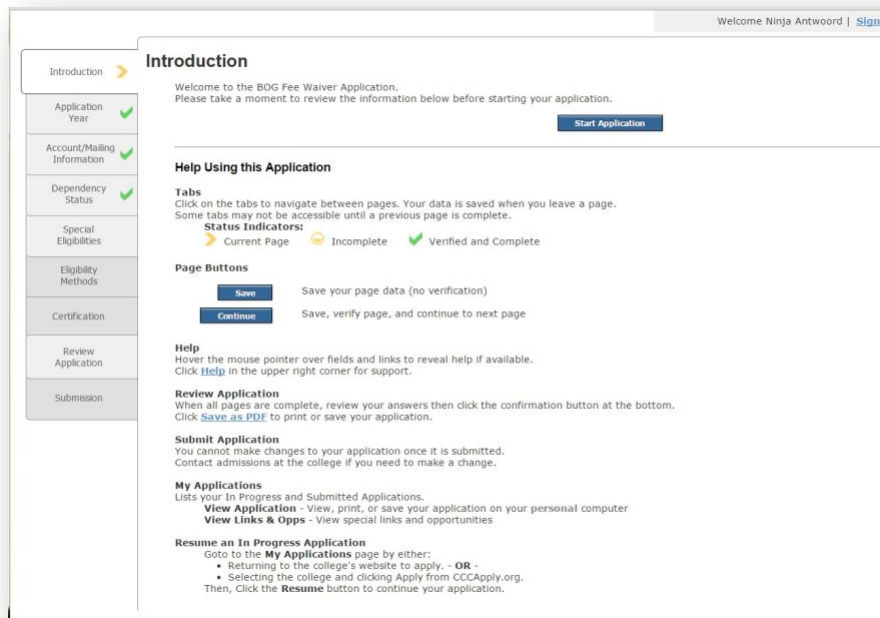 Welcome Ninja Antwoord | Sign
Introduction
Application
Year
Account/Mailing
Information
Dependency
Status
Special
Eligibilities
Eligibility
Methods
Certification
Review
Application
Submission
Introduction
Welcome to the BOG Fee Waiver Application.
Please take a moment to review the information below before starting your application.
Start Application
Help Using this Application
Tabs
Click on the tabs to navigate between pages. Your data is saved when you leave a page.
Some tabs may not be accessible until a previous page is complete.
Status Indicators:
Current Page Incomplete Verified and Complete
Page Buttons
Save Save your page data (no verification)
Continue Save, verify page, and continue to next page
Help
Hover the mouse pointer over fields and links to reveal help if available.
Click Help in the upper right corner for support.
Review Application
When all pages are complete, review your answers then click the confirmation button at the bottom.
Click Save as PDF to print or save your application.
Submit Application
You cannot make changes to your application once it is submitted.
Contact admissions at the college if you need to make a change.
My Applications
Lists your In Progress and Submitted Applications.
View Application - View, print, or save your application on your personal computer
View Links & Opps - View special links and opportunities
Resume an In Progress Application
Goto to the My Applications page by either:
• Returning to the college's website to apply. - OR -
• Selecting the college and clicking Apply from CCCApply.org.
Then, Click the Resume button to continue your application.